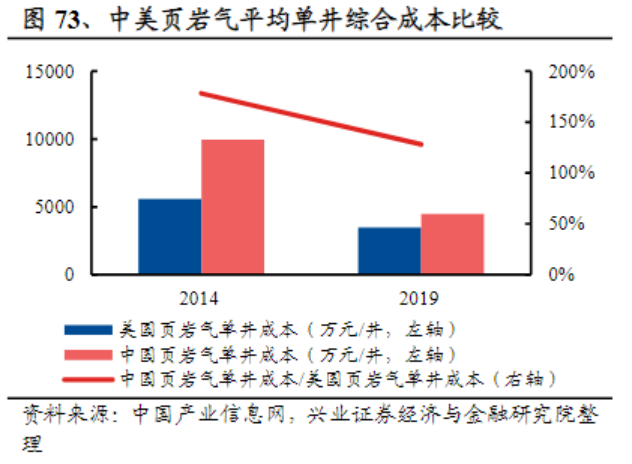 图 73、中美页岩气平均单井综合成本比较
15000 200%
10000 150%
100%
5000 50%
0 0%
2014 2019
美国页岩气单井成本（万元/井，左轴）
中国页岩气单井成本（万元/井，左轴）
中国页岩气单井成本/美国页岩气单井成本（右轴）
资料来源：中国产业信息网，兴业证券经济与金融研究院整
理